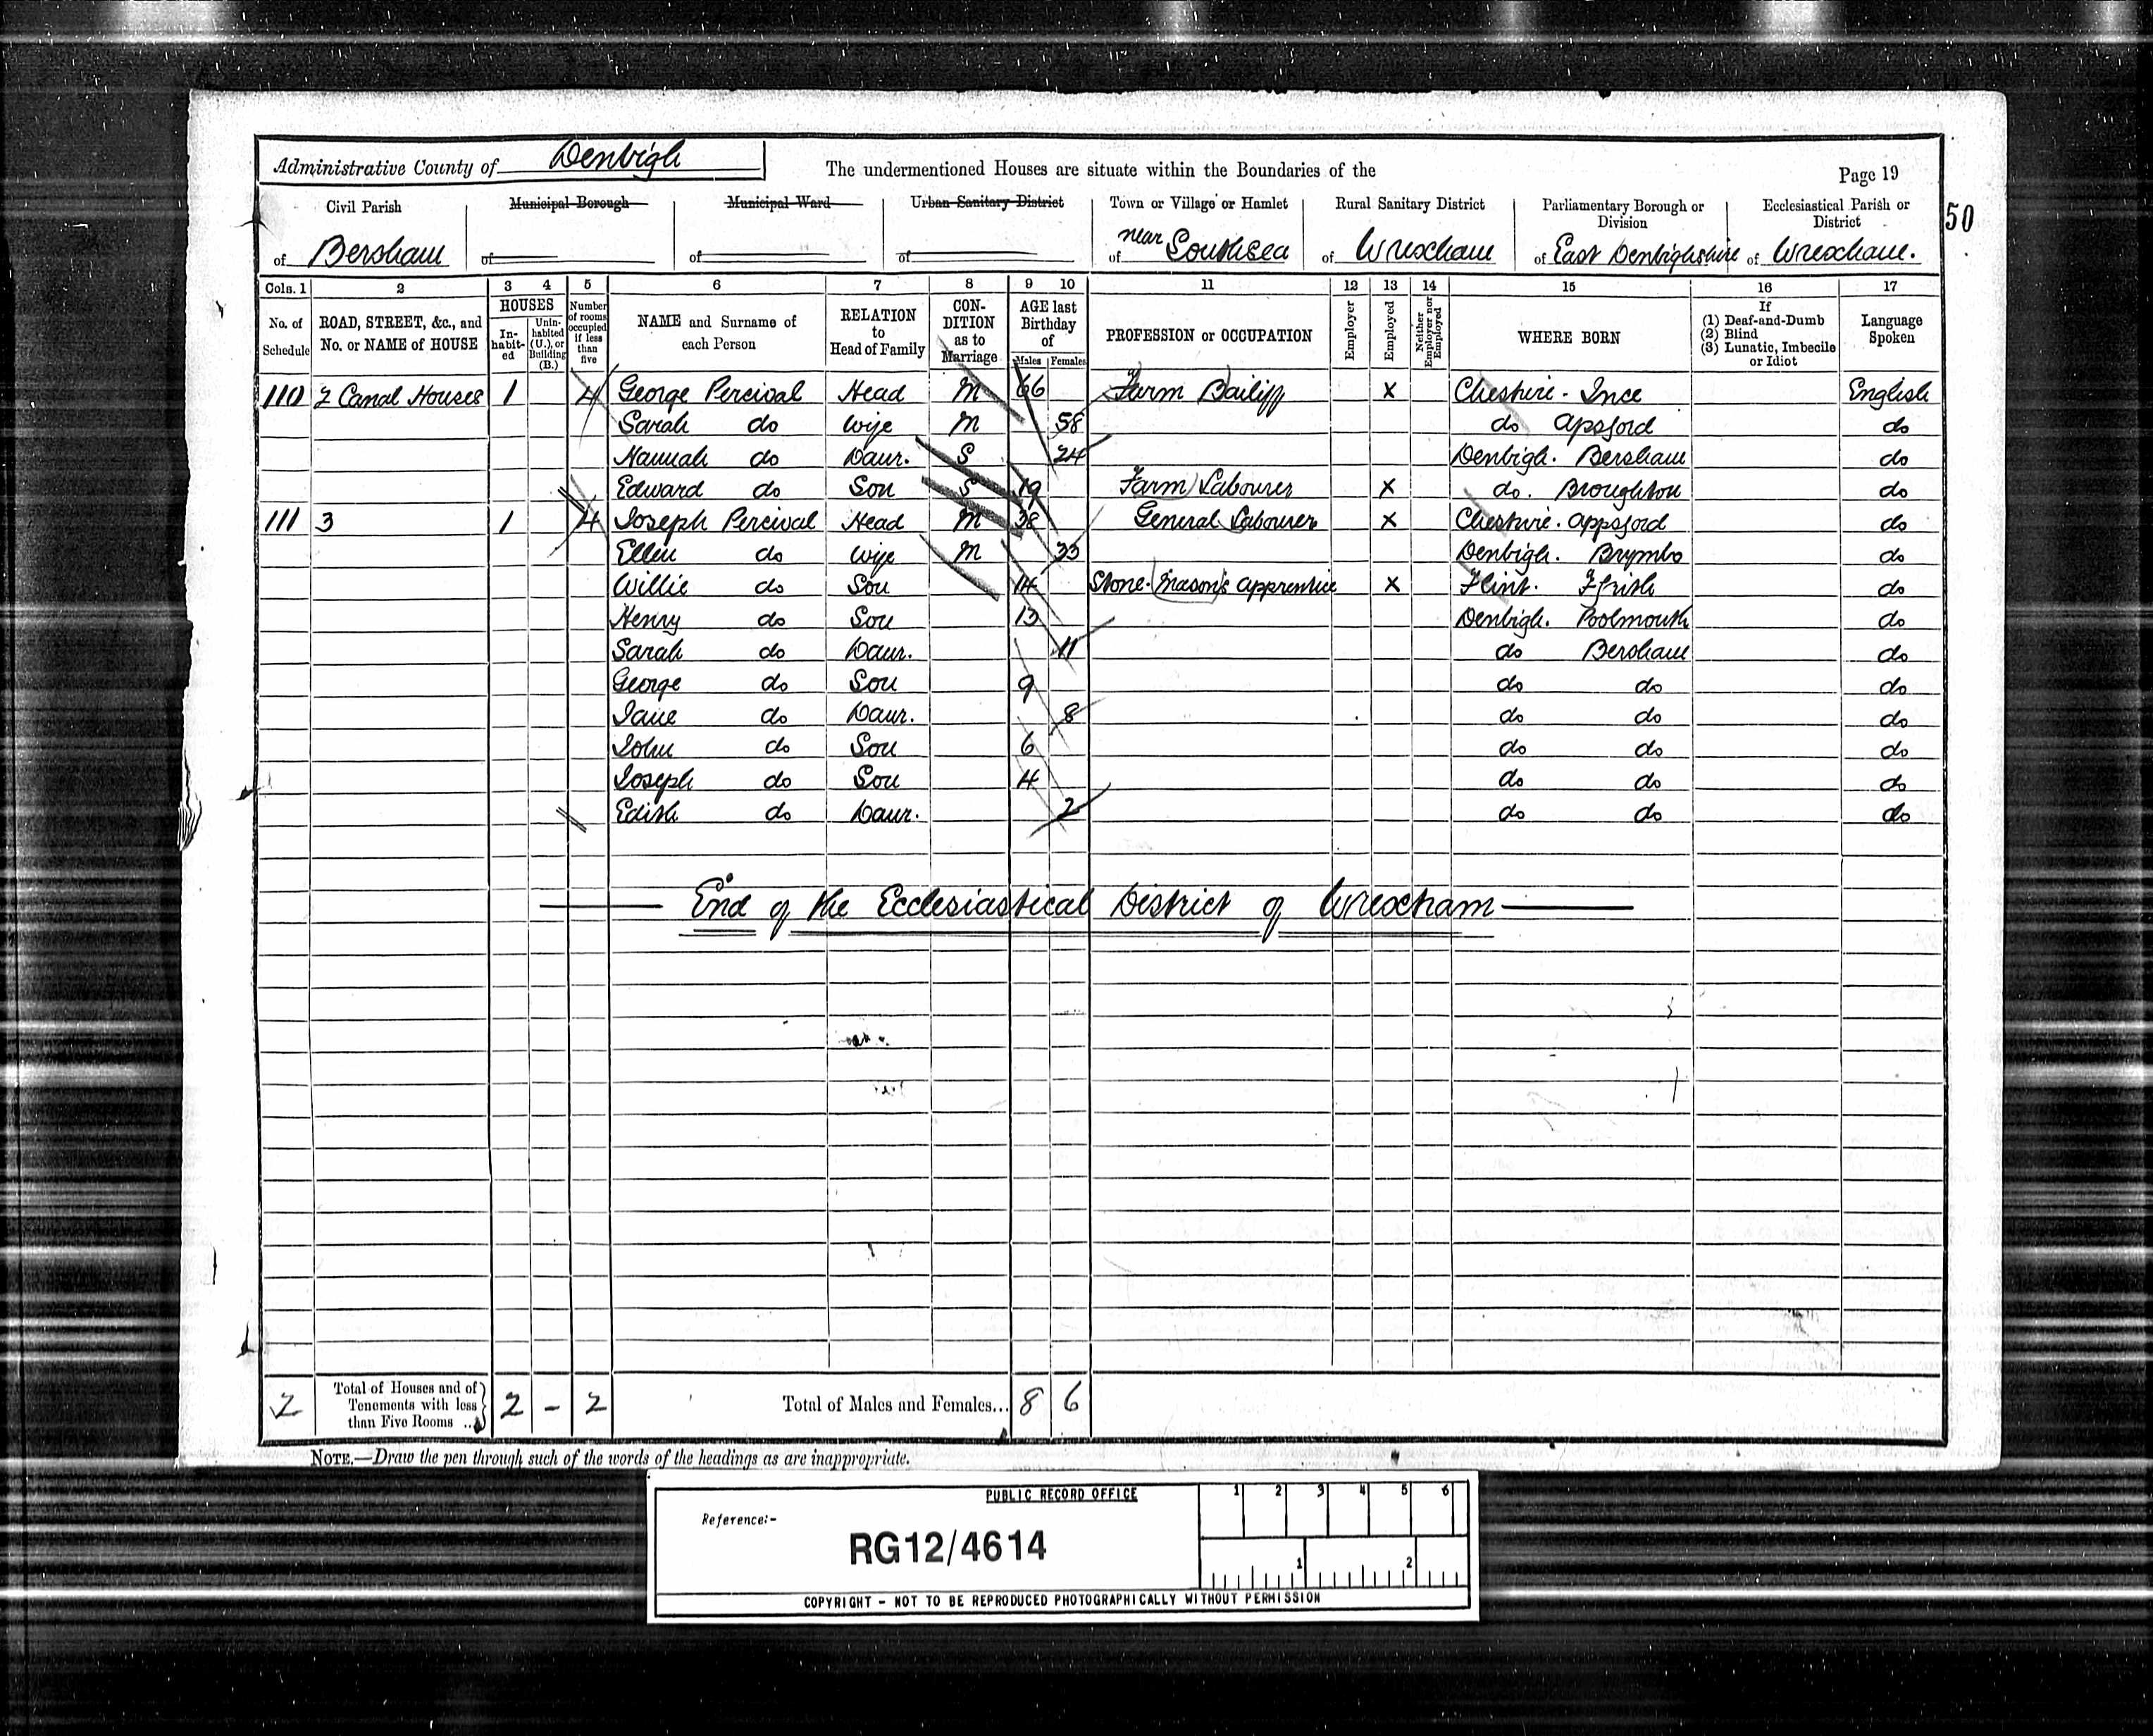 Administrative County of Denbigh
The undermentioned Houses are situate within the Boundaries of the
Page 19
50
Civil Parish of Bersham
Municipal Borough of
Municipal Ward of
Urban Sanitary District of
Town or Village or Hamlet of near Southsea
Rural Sanitary District of Wrexham
Parliamentary Borough or Division of East Denbighshire
Ecclesiastical Parish or District of Wrexham.
Cols. 1 2 3 4 5 6 7 8 9 10 11 12 13 14 15 16 17
No. of Schedule
ROAD, STREET, &c., and No. or NAME of HOUSE
HOUSES
Inhabited
Uninhabited (U.), or Building (B.)
Number of rooms occupied if less than five
NAME and Surname of each Person
RELATION to Head of Family
CONDITION as to Marriage
AGE last Birthday of
Males Females
PROFESSION or OCCUPATION
Employer
Employed
Neither Employer nor Employed
WHERE BORN
If (1) Deaf-and-Dumb (2) Blind (3) Lunatic, Imbecile or Idiot
Language Spoken
110 2 Canal Houses 1 4 George Percival Head M 66 Farm Bailiff X Cheshire - Ince English
Sarah do Wife M 58 do Apsford do
Hannah do Daur. S 24 Denbigh. Bersham do
Edward do Son S 19 Farm Labourer X do. Broughton do
111 3 1 4 Joseph Percival Head M 38 General Labourer X Cheshire. Appsford do
Ellen do Wife M 33 Denbigh. Brymbo do
Willie do Son 14 Stone Mason's apprentice X Flint. do
Henry do Son 13 Denbigh. Poolmouth do
Sarah do Daur. 11 do Bersham do
George do Son 9 do do do
Jane do Daur. 8 do do do
John do Son 6 do do do
Joseph do Son 4 do do do
Edith do Daur. 2 do do do
End of the Ecclesiastical District of Wrexham
2 Total of Houses and of Tenements with less than Five Rooms .. 2 - 2 Total of Males and Females... 8 6
NOTE.—Draw the pen through such of the words of the headings as are inappropriate.
PUBLIC RECORD OFFICE
1 2 3 4 5 6
Reference:-
RG12/4614
1 2
COPYRIGHT - NOT TO BE REPRODUCED PHOTOGRAPHICALLY WITHOUT PERMISSION